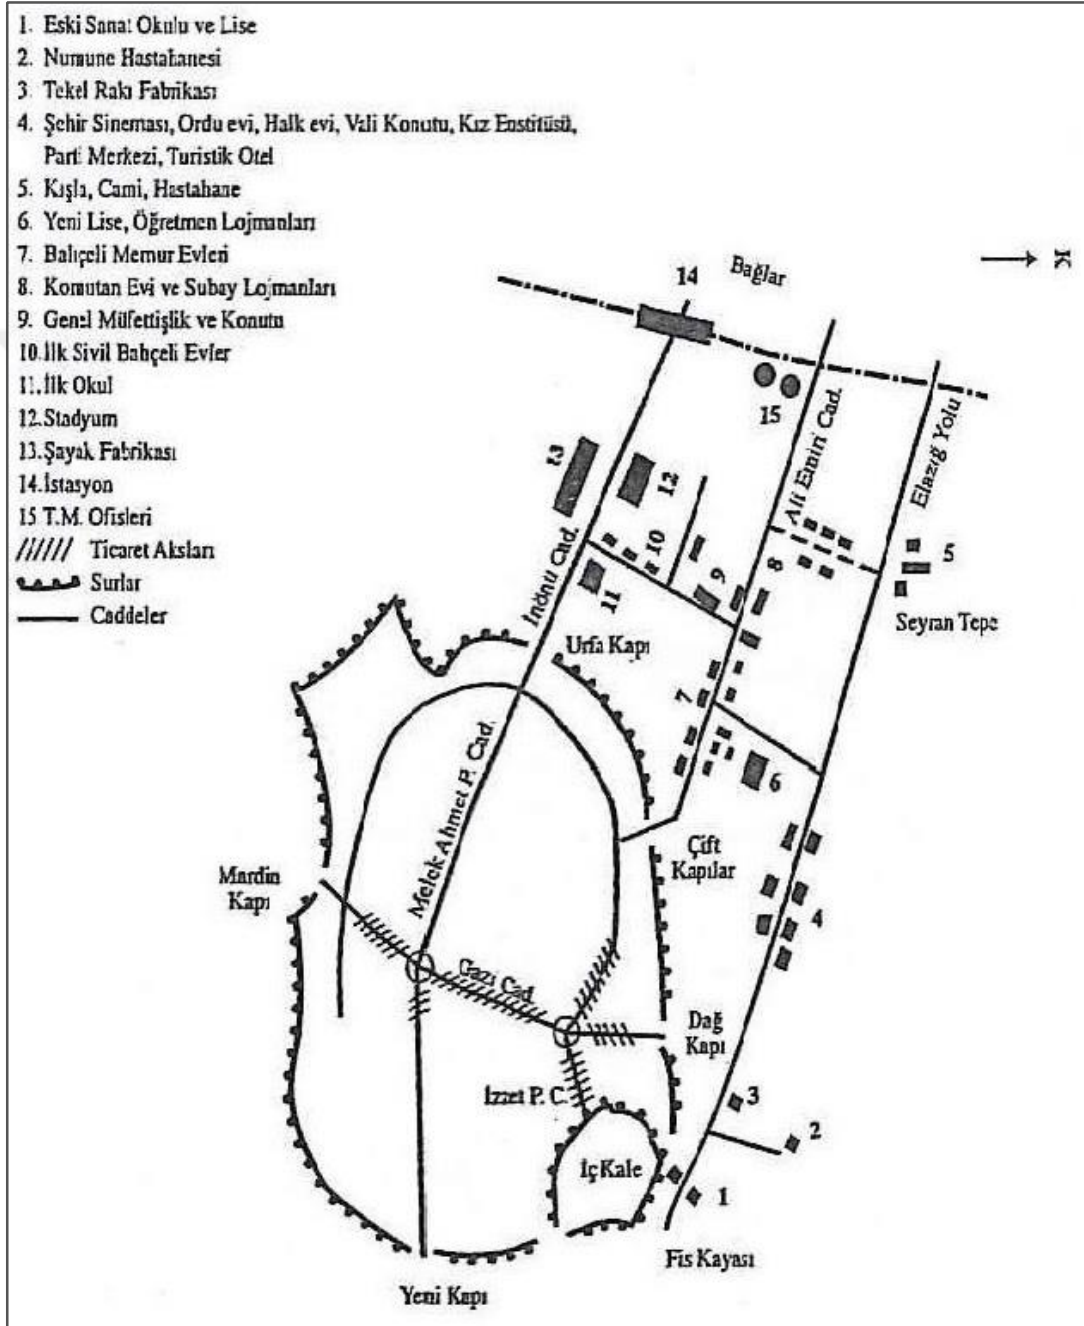 1. Eski Sanat Okulu ve Lise
2. Numune Hastahanesi
3. Tekel Rakı Fabrikası
4. Şehir Sineması, Ordu evi, Halk evi, Vali Konutu, Kız Enstitüsü,
Parti Merkezi, Turistik Otel
5. Kışla, Cami, Hastahane
6. Yeni Lise, Öğretmen Lojmanları
7. Bahçeli Memur Evleri
8. Komutan Evi ve Subay Lojmanları
9. Genel Müfettişlik ve Konutu
10. İlk Sivil Bahçeli Evler
11. İlk Okul
12. Stadyum
13. Şayak Fabrikası
14. İstasyon
15 T.M. Ofisleri
Ticaret Aksları
Surlar
Caddeler
K
Bağlar
14
15
13
12
Ali Emiri Cad.
Elazığ Yolu
10
5
İnönü Cad.
11
9
8
Seyran Tepe
Urfa Kapı
7
6
Melek Ahmet P. Cad.
Çift
Kapılar
Mardin
Kapı
4
Gazi Cad.
Dağ
Kapı
İzzet P. C.
3
2
İç Kale
1
Fis Kayası
Yeni Kapı